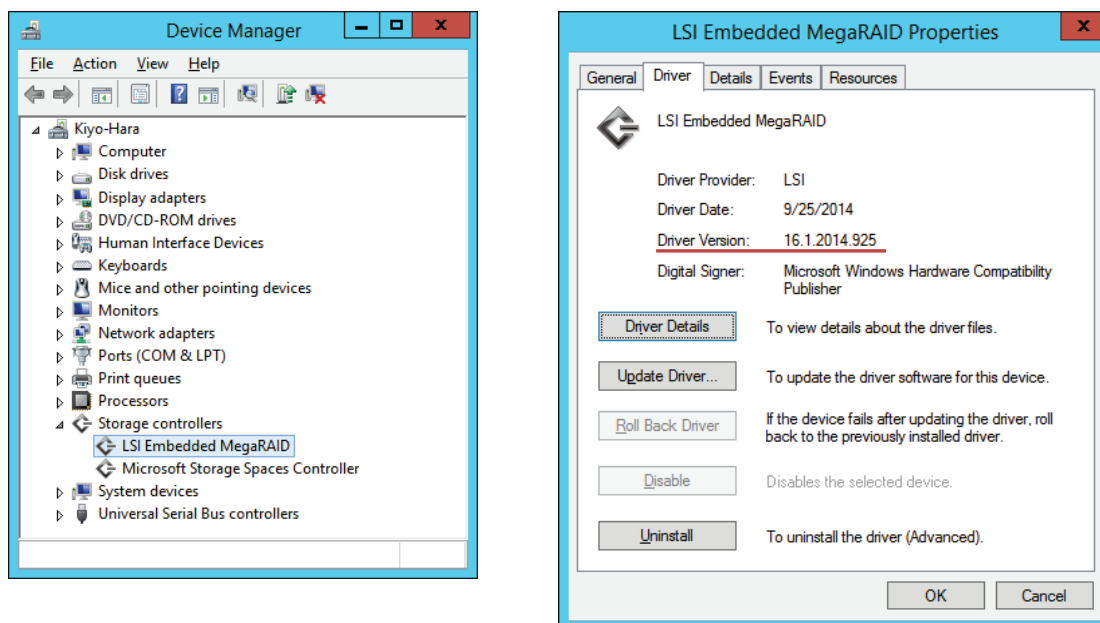 Device Manager
File Action View Help
Kiyo-Hara
Computer
Disk drives
Display adapters
DVD/CD-ROM drives
Human Interface Devices
Keyboards
Mice and other pointing devices
Monitors
Network adapters
Ports (COM & LPT)
Print queues
Processors
Storage controllers
LSI Embedded MegaRAID
Microsoft Storage Spaces Controller
System devices
Universal Serial Bus controllers
LSI Embedded MegaRAID Properties
General Driver Details Events Resources
LSI Embedded MegaRAID
Driver Provider: LSI
Driver Date: 9/25/2014
Driver Version: 16.1.2014.925
Digital Signer: Microsoft Windows Hardware Compatibility
Publisher
Driver Details To view details about the driver files.
Update Driver... To update the driver software for this device.
Roll Back Driver If the device fails after updating the driver, roll
back to the previously installed driver.
Disable Disables the selected device.
Uninstall To uninstall the driver (Advanced).
OK Cancel